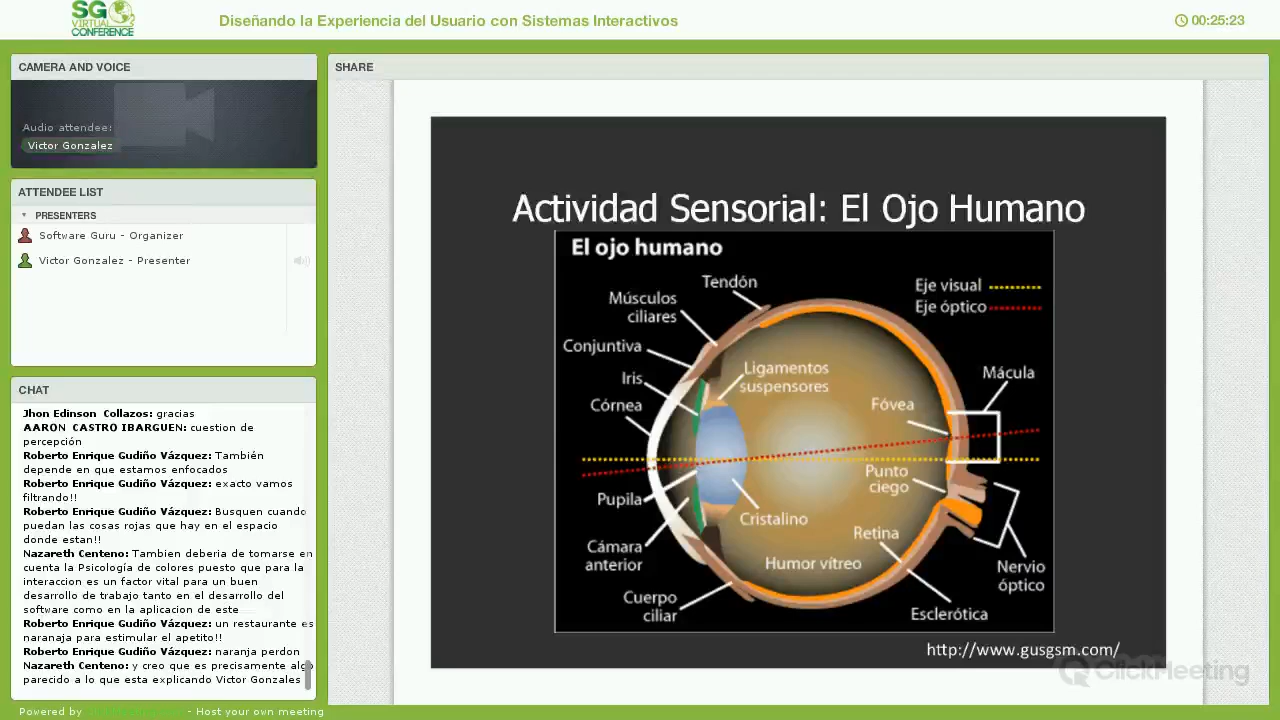 SG
VIRTUAL
CONFERENCE
Diseñando la Experiencia del Usuario con Sistemas Interactivos
00:25:23
CAMERA AND VOICE
Audio attendee:
Victor Gonzalez
ATTENDEE LIST
PRESENTERS
Software Guru - Organizer
Victor Gonzalez - Presenter
CHAT
Jhon Edinson Collazos: gracias
AARON CASTRO IBARGUEN: cuestion de
percepción
Roberto Enrique Gudiño Vázquez: También
depende en que estamos enfocados
Roberto Enrique Gudiño Vázquez: exacto vamos
filtrando!!
Roberto Enrique Gudiño Vázquez: Busquen cuando
puedanlas cosas rojas que hay en el espacio
donde estan!!
Nazareth Centeno: Tambien deberia de tomarse en
cuenta la Psicología de colores puesto que para la
interaccion es un factor vital para un buen
desarrollo de trabajo tanto en el desarrollo del
software como en la aplicacion de este
Roberto Enrique Gudiño Vázquez: un restaurante es
naranaja para estimular el apetito!!
Roberto Enrique Gudiño Vázquez: naranja perdon
Nazareth Centeno: y creo que es precisamente algo
parecido a lo que esta explicando Victor Gonzales
Powered by
- Host your own meeting
SHARE
Actividad Sensorial: El Ojo Humano
El ojo humano
Tendón
Músculos
ciliares
Conjuntiva
Iris
Córnea
Pupila
Cámara
anterior
Cuerpo
ciliar
Ligamentos
suspensores
Cristalino
Humor vítreo
Eje visual
Eje óptico
Mácula
Fóvea
Punto
ciego
Retina
Nervio
óptico
Esclerótica
http://www.gusgsm.com/
ClickMeeting